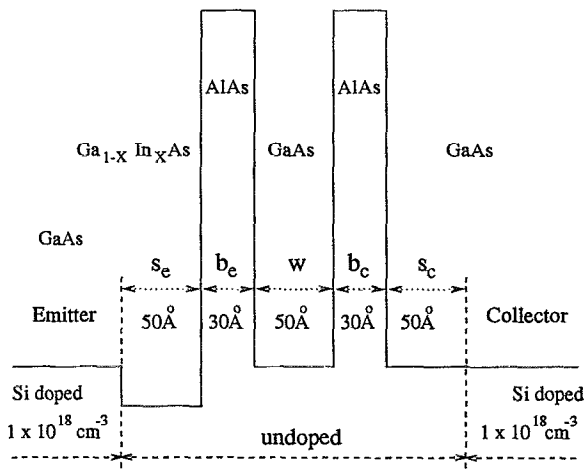 AlAs AlAs
Ga1-X InXAs GaAs GaAs
GaAs
se be w bc sc
Emitter 50Å 30Å 50Å 30Å 50Å Collector
Si doped Si doped
1 x 10^18 cm^-3 undoped 1 x 10^18 cm^-3